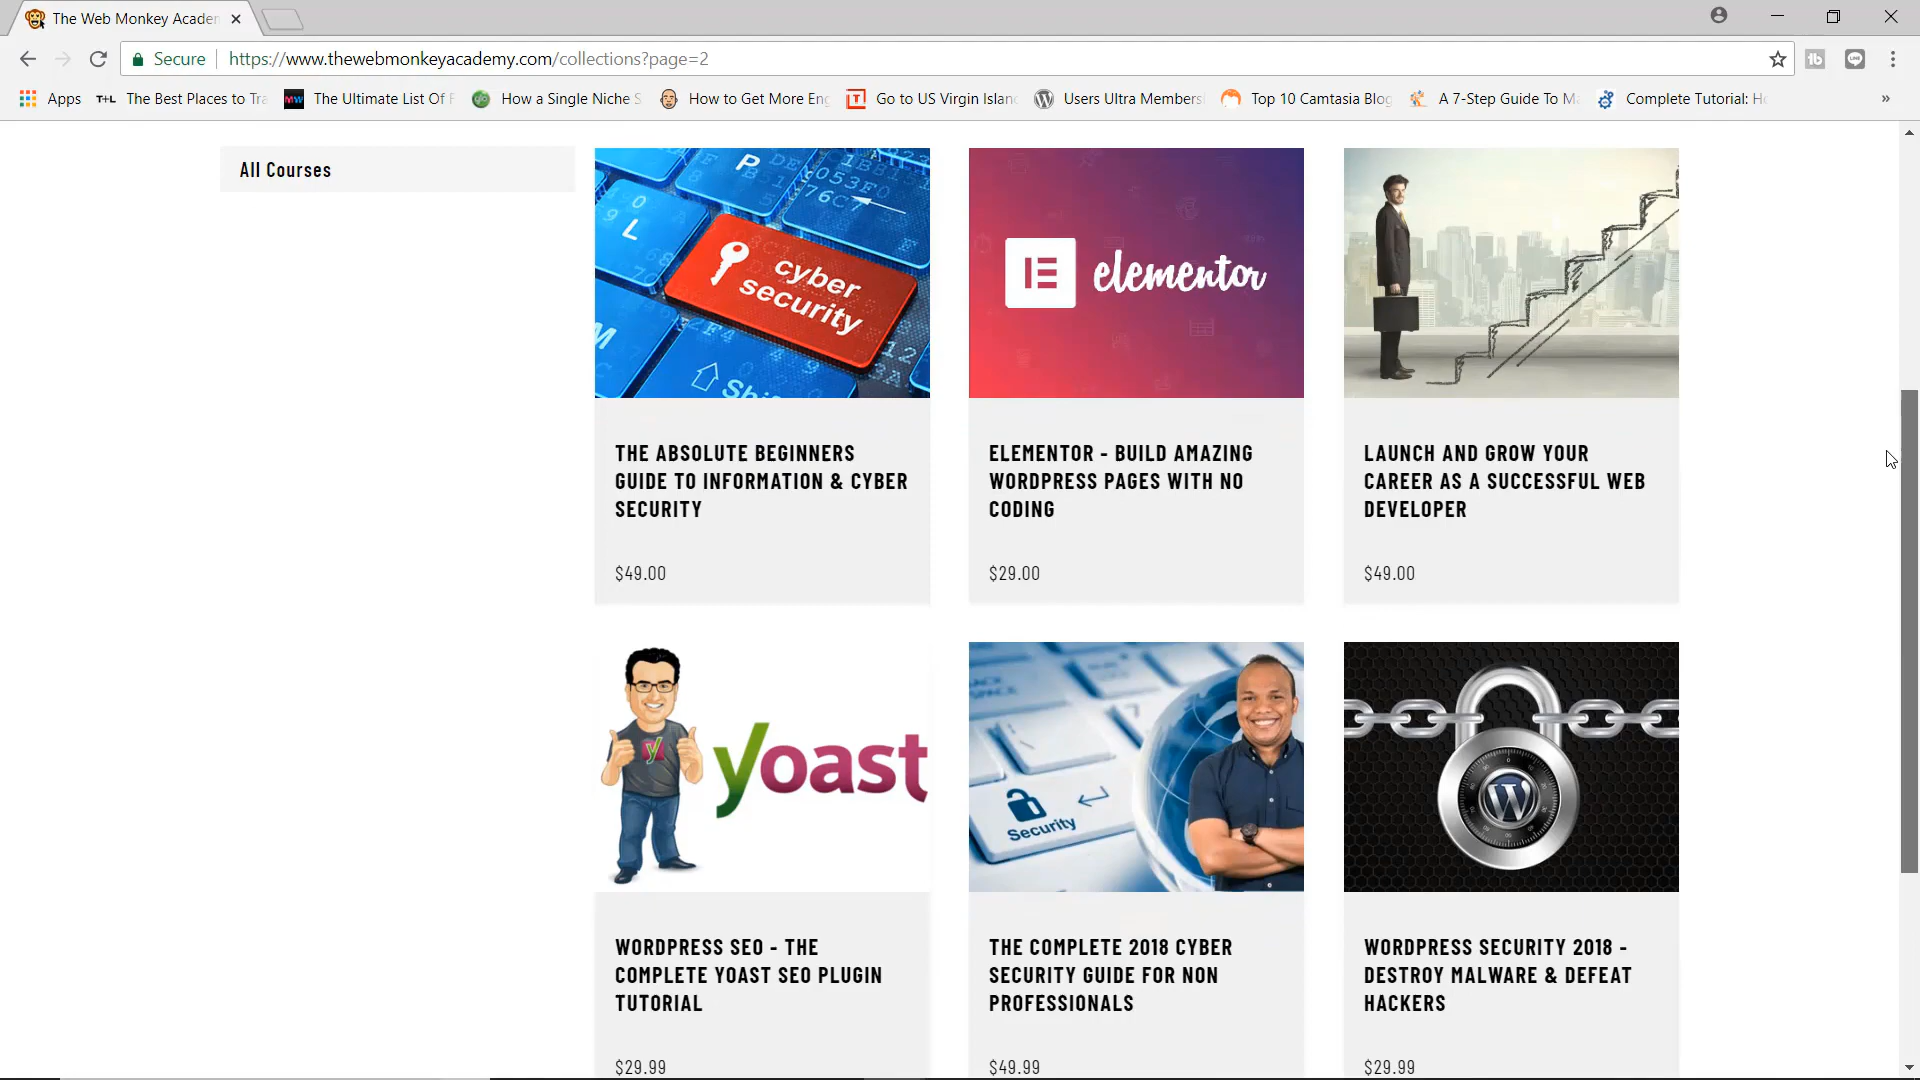 The Web Monkey Acader
Secure
https://www.thewebmonkeyacademy.com/collections?page=2
Apps
T+L The Best Places to Tra
MW The Ultimate List Of F
How a Single Niche S
How to Get More Eng
Go to US Virgin Islan
Users Ultra Members
Top 10 Camtasia Blog
A 7-Step Guide To Ma
Complete Tutorial: Ho
»
All Courses
cyber
security
elementor
THE ABSOLUTE BEGINNERS
GUIDE TO INFORMATION & CYBER
SECURITY
$49.00
ELEMENTOR - BUILD AMAZING
WORDPRESS PAGES WITH NO
CODING
$29.00
LAUNCH AND GROW YOUR
CAREER AS A SUCCESSFUL WEB
DEVELOPER
$49.00
yoast
Security
W
WORDPRESS SEO - THE
COMPLETE YOAST SEO PLUGIN
TUTORIAL
$29.99
THE COMPLETE 2018 CYBER
SECURITY GUIDE FOR NON
PROFESSIONALS
$49.99
WORDPRESS SECURITY 2018 -
DESTROY MALWARE & DEFEAT
HACKERS
$29.99